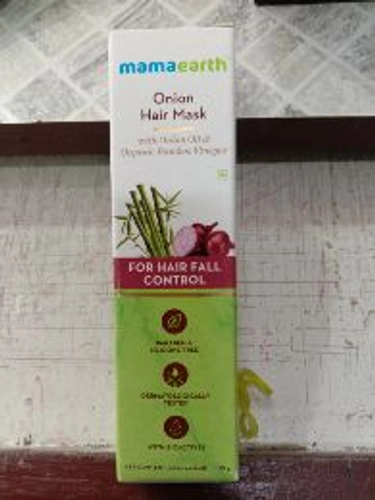 mamaearth
Onion
Hair Mask
with Onion Oil &
Organic Bamboo Vinegar
FOR HAIR FALL
CONTROL
DERMATOLOGICALLY
TESTED